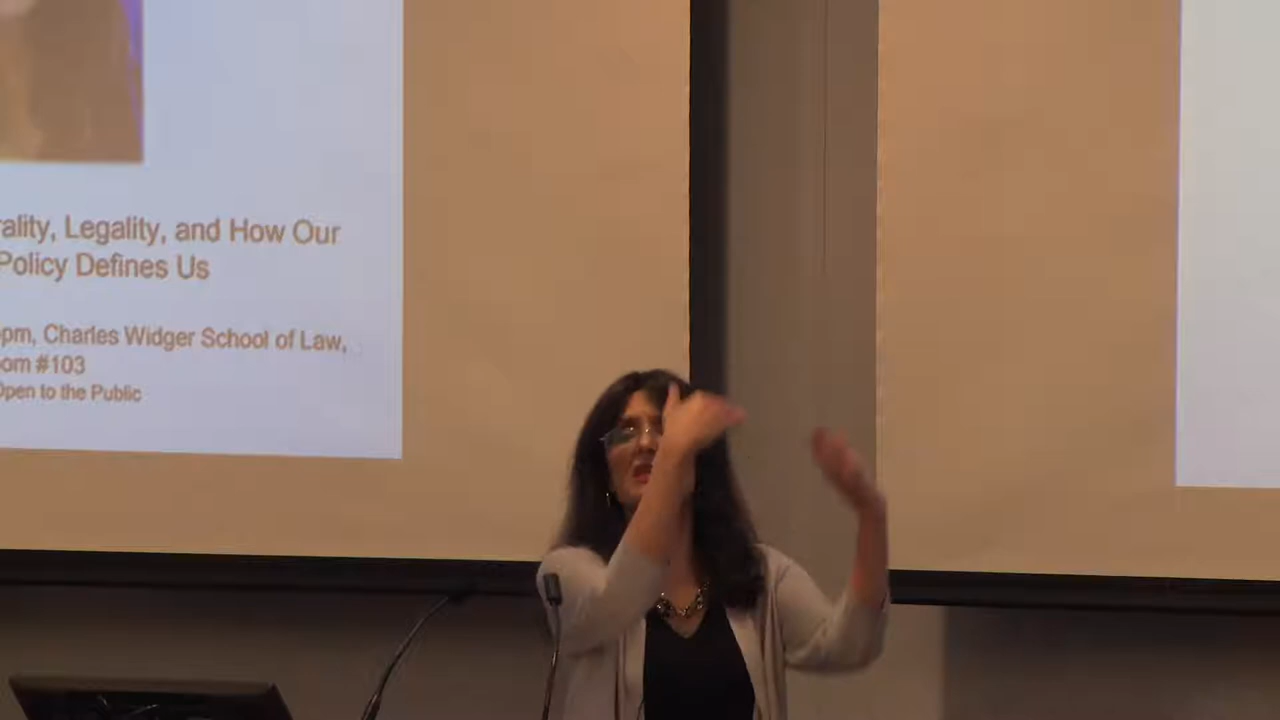 rality, Legality, and How Our
Policy Defines Us
pm, Charles Widger School of Law,
om #103
Open to the Public